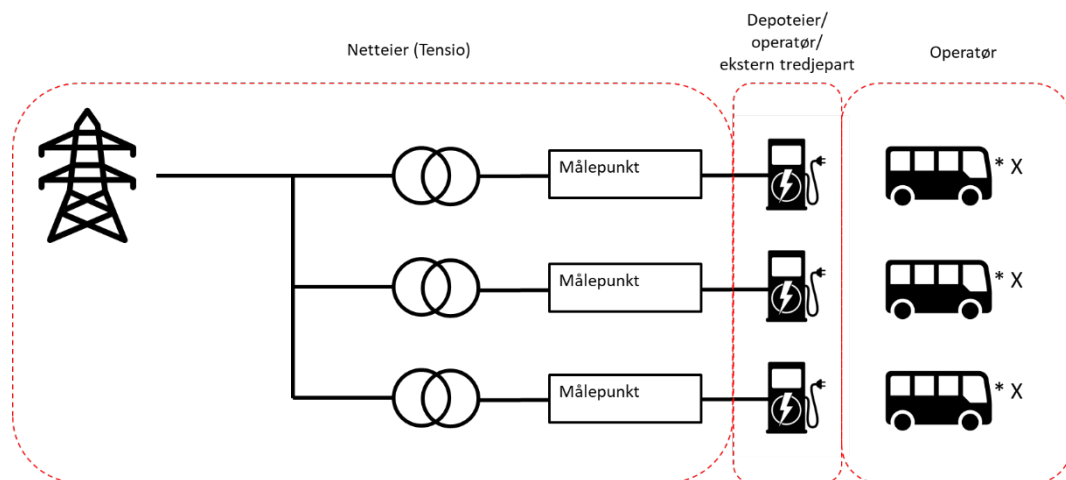 Netteier (Tensio)
Depoteier/
operatør/
ekstern tredjepart
Operatør
Målepunkt
* X
Målepunkt
* X
Målepunkt
* X